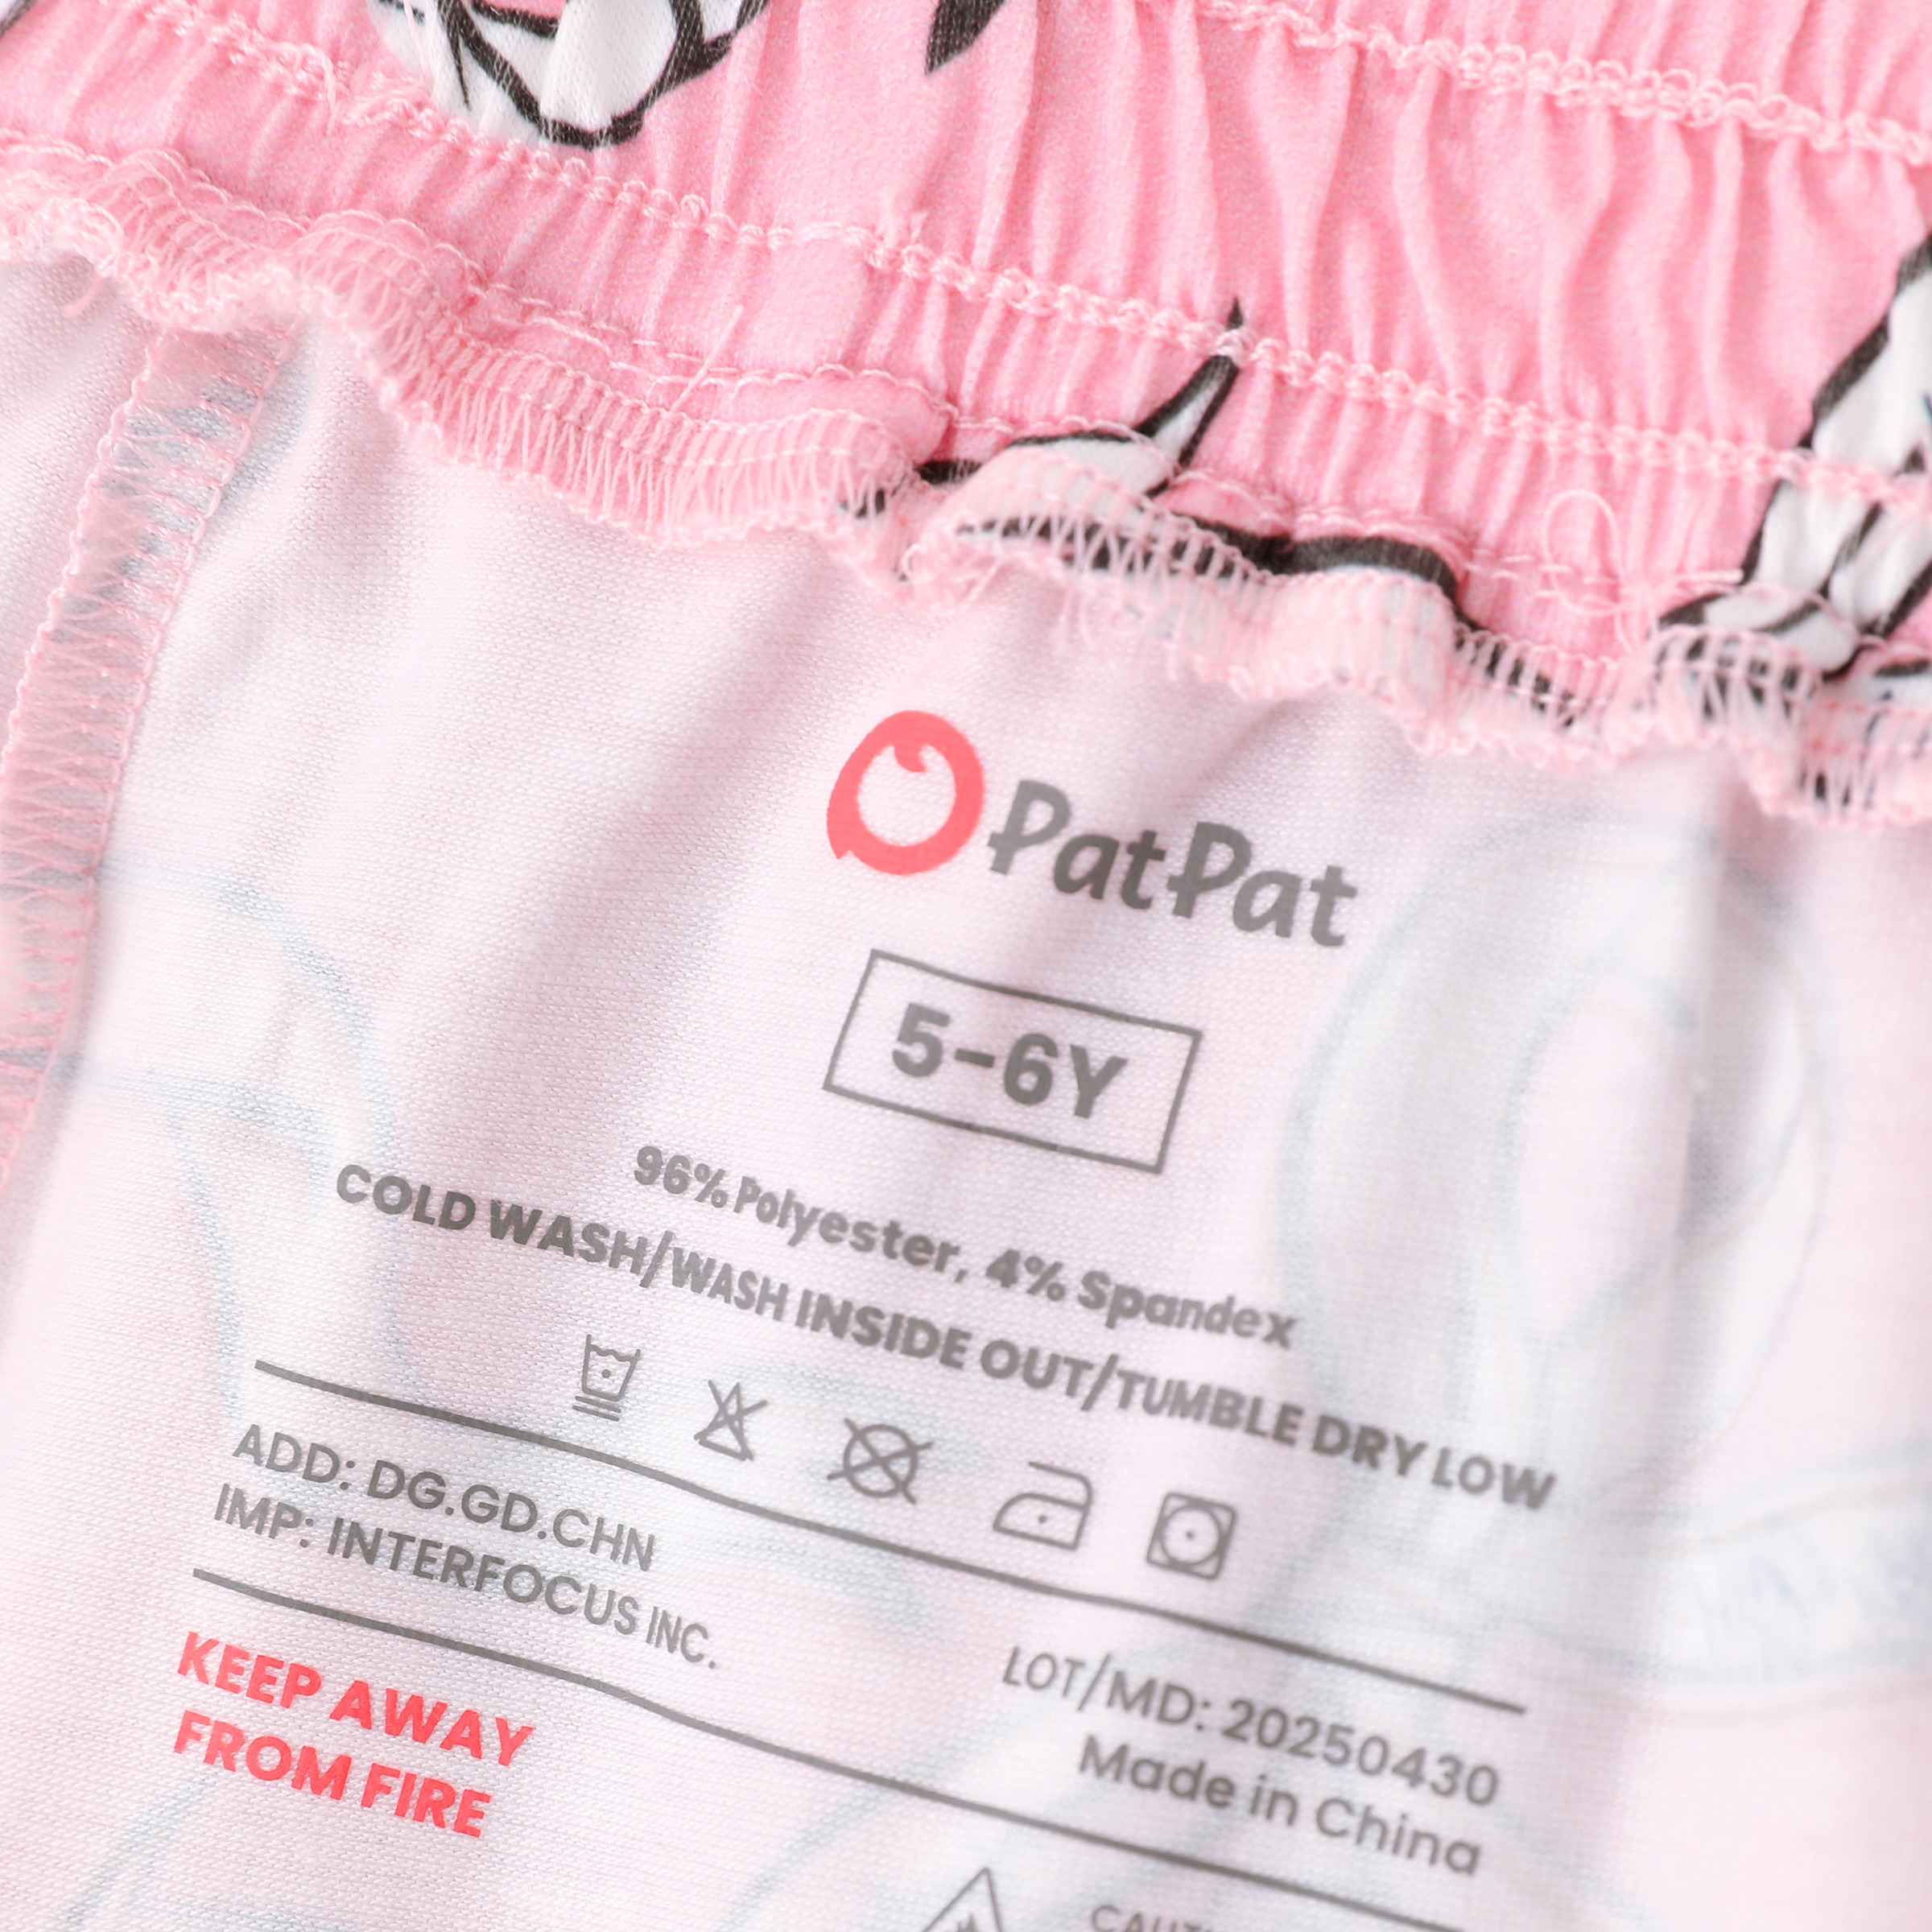 PatPat
5-6Y
96% Polyester, 4% Spandex
COLD WASH/WASH INSIDE OUT/TUMBLE DRY LOW
ADD: DG.GD.CHN
IMP: INTERFOCUS INC.
LOT/MD: 20250430
Made in China
KEEP AWAY
FROM FIRE